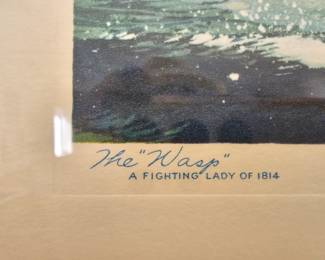 The "Wasp"
A FIGHTING LADY OF 1814